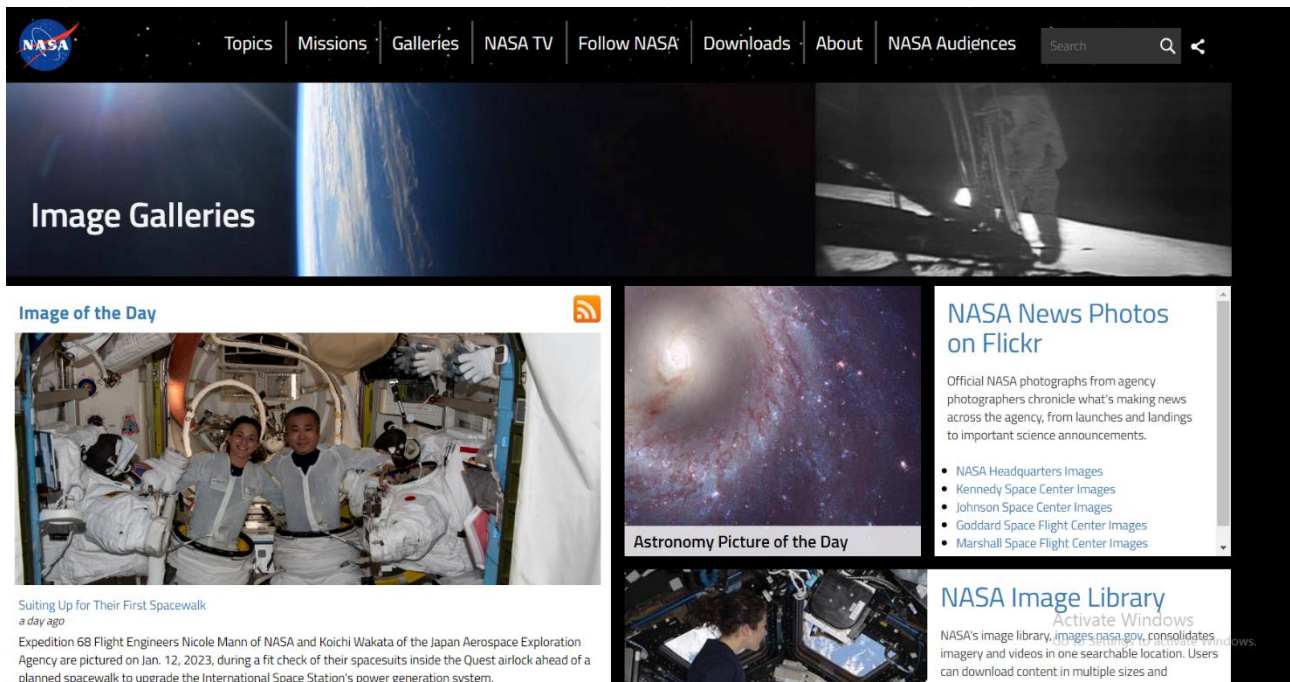 NASA
Topics
Missions
Galleries
NASA TV
Follow NASA
Downloads
About
NASA Audiences
Search
Image Galleries
Image of the Day
Suiting Up for Their First Spacewalk
a day ago
Expedition 68 Flight Engineers Nicole Mann of NASA and Koichi Wakata of the Japan Aerospace Exploration
Agency are pictured on Jan. 12, 2023, during a fit check of their spacesuits inside the Quest airlock ahead of a
planned spacewalk to upgrade the International Space Station's power generation system.
Astronomy Picture of the Day
NASA News Photos
on Flickr
Official NASA photographs from agency
photographers chronicle what's making news
across the agency, from launches and landings
to important science announcements.
NASA Headquarters Images
Kennedy Space Center Images
Johnson Space Center Images
Goddard Space Flight Center Images
Marshall Space Flight Center Images
NASA Image Library
NASA's image library, images.nasa.gov, consolidates
imagery and videos in one searchable location. Users
can download content in multiple sizes and
Activate Windows
Go to Settings to activate Windows.